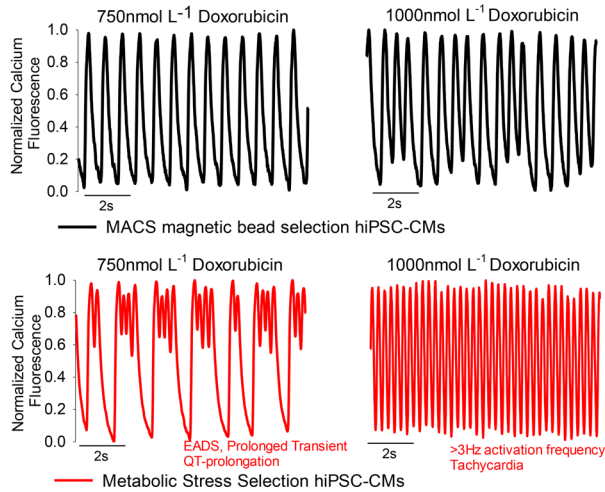 750nmol L-1 Doxorubicin
1000nmol L-1 Doxorubicin
Normalized Calcium
Fluorescence
1.0
0.8
0.6
0.4
0.2
0.0
2s
2s
MACS magnetic bead selection hiPSC-CMs
750nmol L-1 Doxorubicin
1000nmol L-1 Doxorubicin
Normalized Calcium
Fluorescence
1.0
0.8
0.6
0.4
0.2
0.0
2s
EADS, Prolonged Transient
QT-prolongation
2s
>3Hz activation frequency
Tachycardia
Metabolic Stress Selection hiPSC-CMs